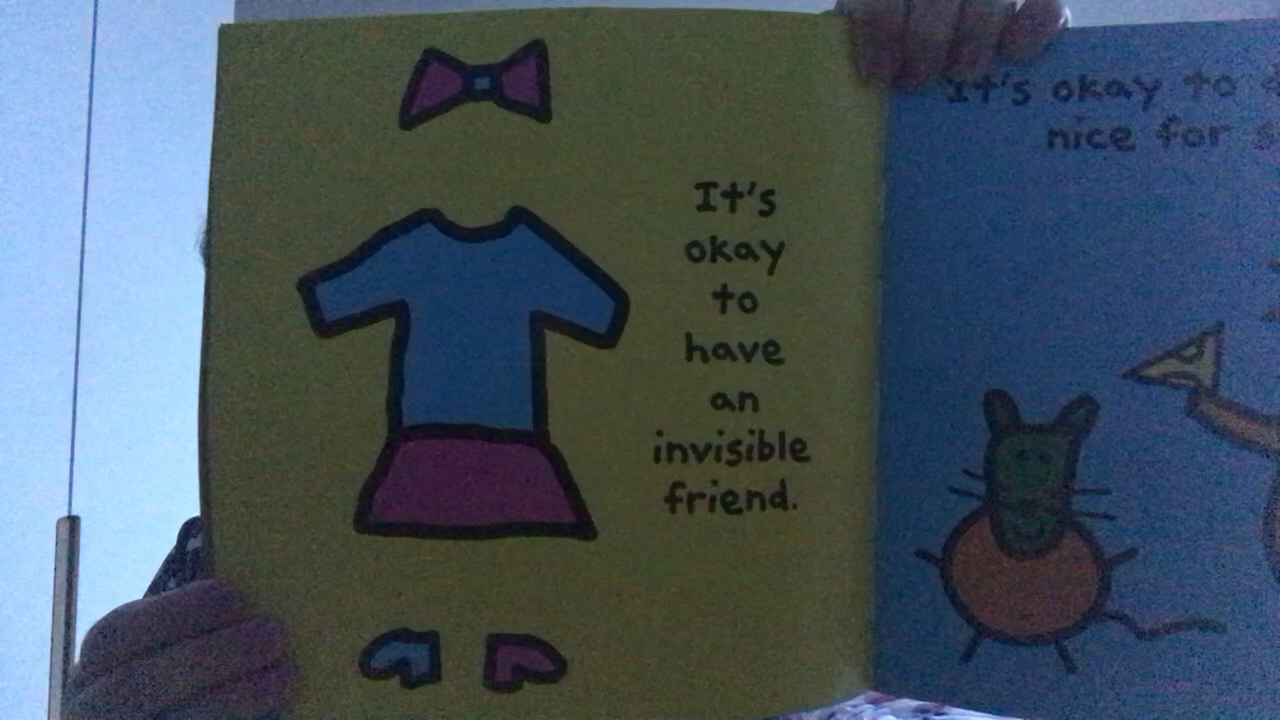 It's
okay
to
have
an
invisible
friend.
It's okay to
nice for